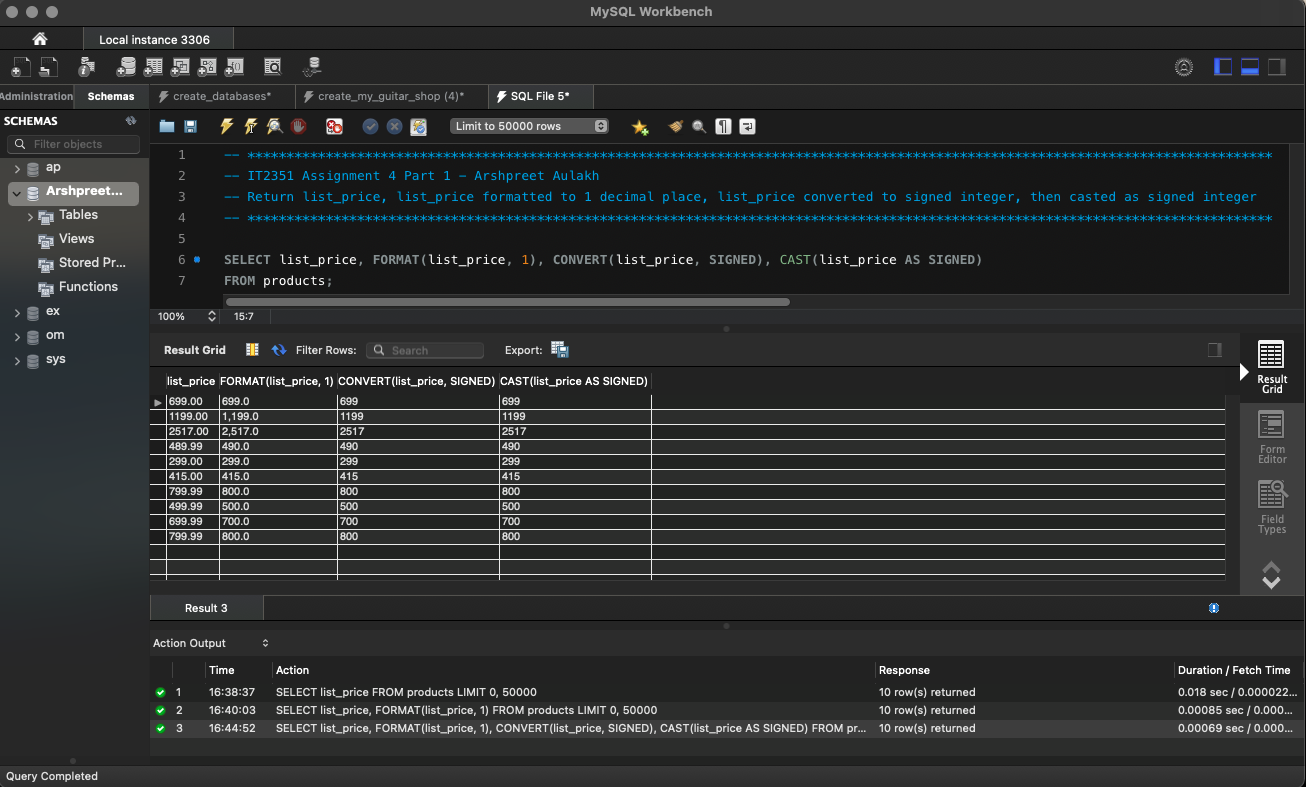 MySQL Workbench
Local instance 3306
Administration Schemas create_databases* create_my_guitar_shop (4)* SQL File 5*
SCHEMAS
Filter objects
ap
Arshpreet...
Tables
Views
Stored Pr...
Functions
ex
om
sys
Limit to 50000 rows
1 -- ***********************************************************************************************************************************
2 -- IT2351 Assignment 4 Part 1 - Arshpreet Aulakh
3 -- Return list_price, list_price formatted to 1 decimal place, list_price converted to signed integer, then casted as signed integer
4 -- ***********************************************************************************************************************************
5
6 SELECT list_price, FORMAT(list_price, 1), CONVERT(list_price, SIGNED), CAST(list_price AS SIGNED)
7 FROM products;
100% 15:7
Result Grid Filter Rows: Search Export:
list_price FORMAT(list_price, 1) CONVERT(list_price, SIGNED) CAST(list_price AS SIGNED)
699.00 699.0 699 699
1199.00 1,199.0 1199 1199
2517.00 2,517.0 2517 2517
489.99 490.0 490 490
299.00 299.0 299 299
415.00 415.0 415 415
799.99 800.0 800 800
499.99 500.0 500 500
699.99 700.0 700 700
799.99 800.0 800 800
Result
Grid
Form
Editor
Field
Types
Result 3
Action Output
Time Action Response Duration / Fetch Time
1 16:38:37 SELECT list_price FROM products LIMIT 0, 50000 10 row(s) returned 0.018 sec / 0.000022...
2 16:40:03 SELECT list_price, FORMAT(list_price, 1) FROM products LIMIT 0, 50000 10 row(s) returned 0.00085 sec / 0.000...
3 16:44:52 SELECT list_price, FORMAT(list_price, 1), CONVERT(list_price, SIGNED), CAST(list_price AS SIGNED) FROM pr... 10 row(s) returned 0.00069 sec / 0.000...
Query Completed